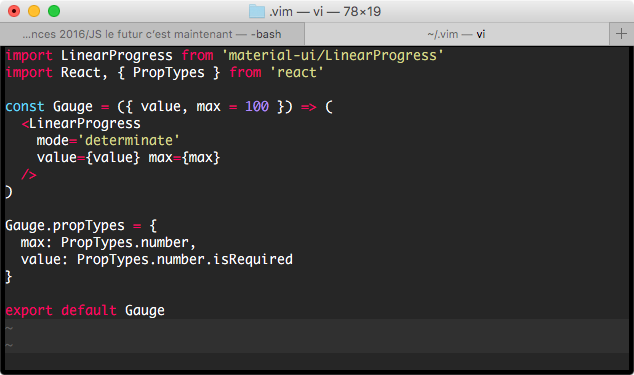 .vim — vi — 78×19
...nces 2016/JS le futur c'est maintenant — -bash
~/.vim — vi
import LinearProgress from 'material-ui/LinearProgress'
import React, { PropTypes } from 'react'

const Gauge = ({ value, max = 100 }) => (
  <LinearProgress
    mode='determinate'
    value={value} max={max}
  />
)

Gauge.propTypes = {
  max: PropTypes.number,
  value: PropTypes.number.isRequired
}

export default Gauge
~
~